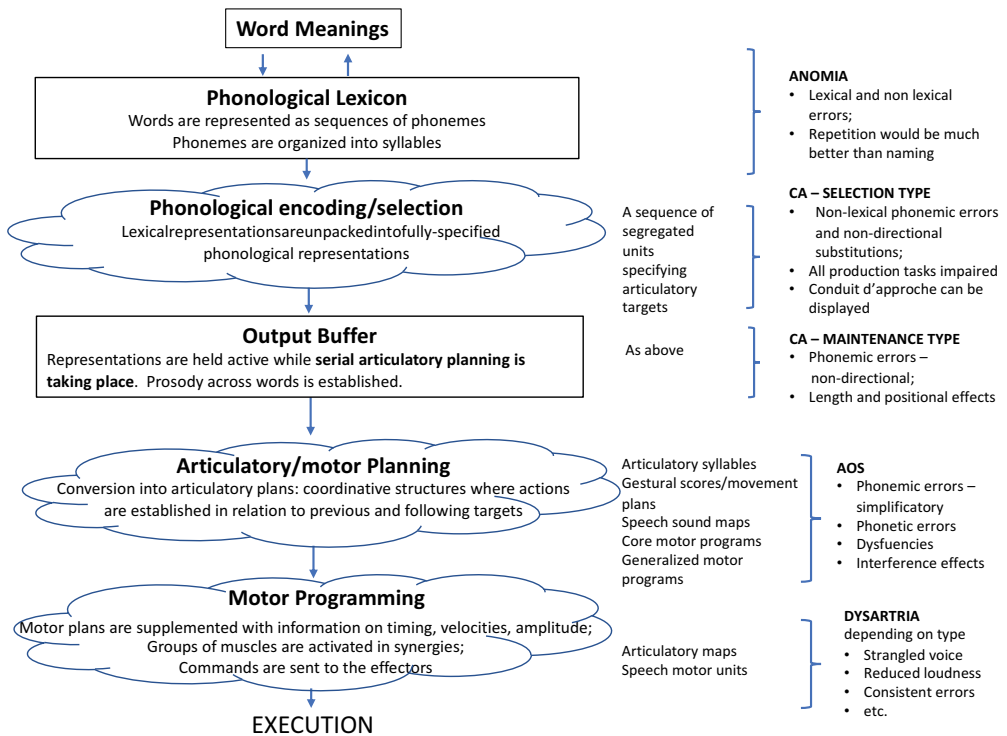 Word Meanings
Phonological Lexicon
Words are represented as sequences of phonemes
Phonemes are organized into syllables
ANOMIA
• Lexical and non lexical
errors;
• Repetition would be much
better than naming
Phonological encoding/selection
Lexicalrepresentationsareunpackedintofully-specified
phonological representations
A sequence of
segregated
units
specifying
articulatory
targets
CA – SELECTION TYPE
• Non-lexical phonemic errors
and non-directional
substitutions;
• All production tasks impaired
• Conduit d'approche can be
displayed
Output Buffer
Representations are held active while serial articulatory planning is
taking place. Prosody across words is established.
As above
CA – MAINTENANCE TYPE
• Phonemic errors –
non-directional;
• Length and positional effects
Articulatory/motor Planning
Conversion into articulatory plans: coordinative structures where actions
are established in relation to previous and following targets
Articulatory syllables
Gestural scores/movement
plans
Speech sound maps
Core motor programs
Generalized motor
programs
AOS
• Phonemic errors –
simplificatory
• Phonetic errors
• Dysfuencies
• Interference effects
Motor Programming
Motor plans are supplemented with information on timing, velocities, amplitude;
Groups of muscles are activated in synergies;
Commands are sent to the effectors
Articulatory maps
Speech motor units
DYSARTRIA
depending on type
• Strangled voice
• Reduced loudness
• Consistent errors
• etc.
EXECUTION